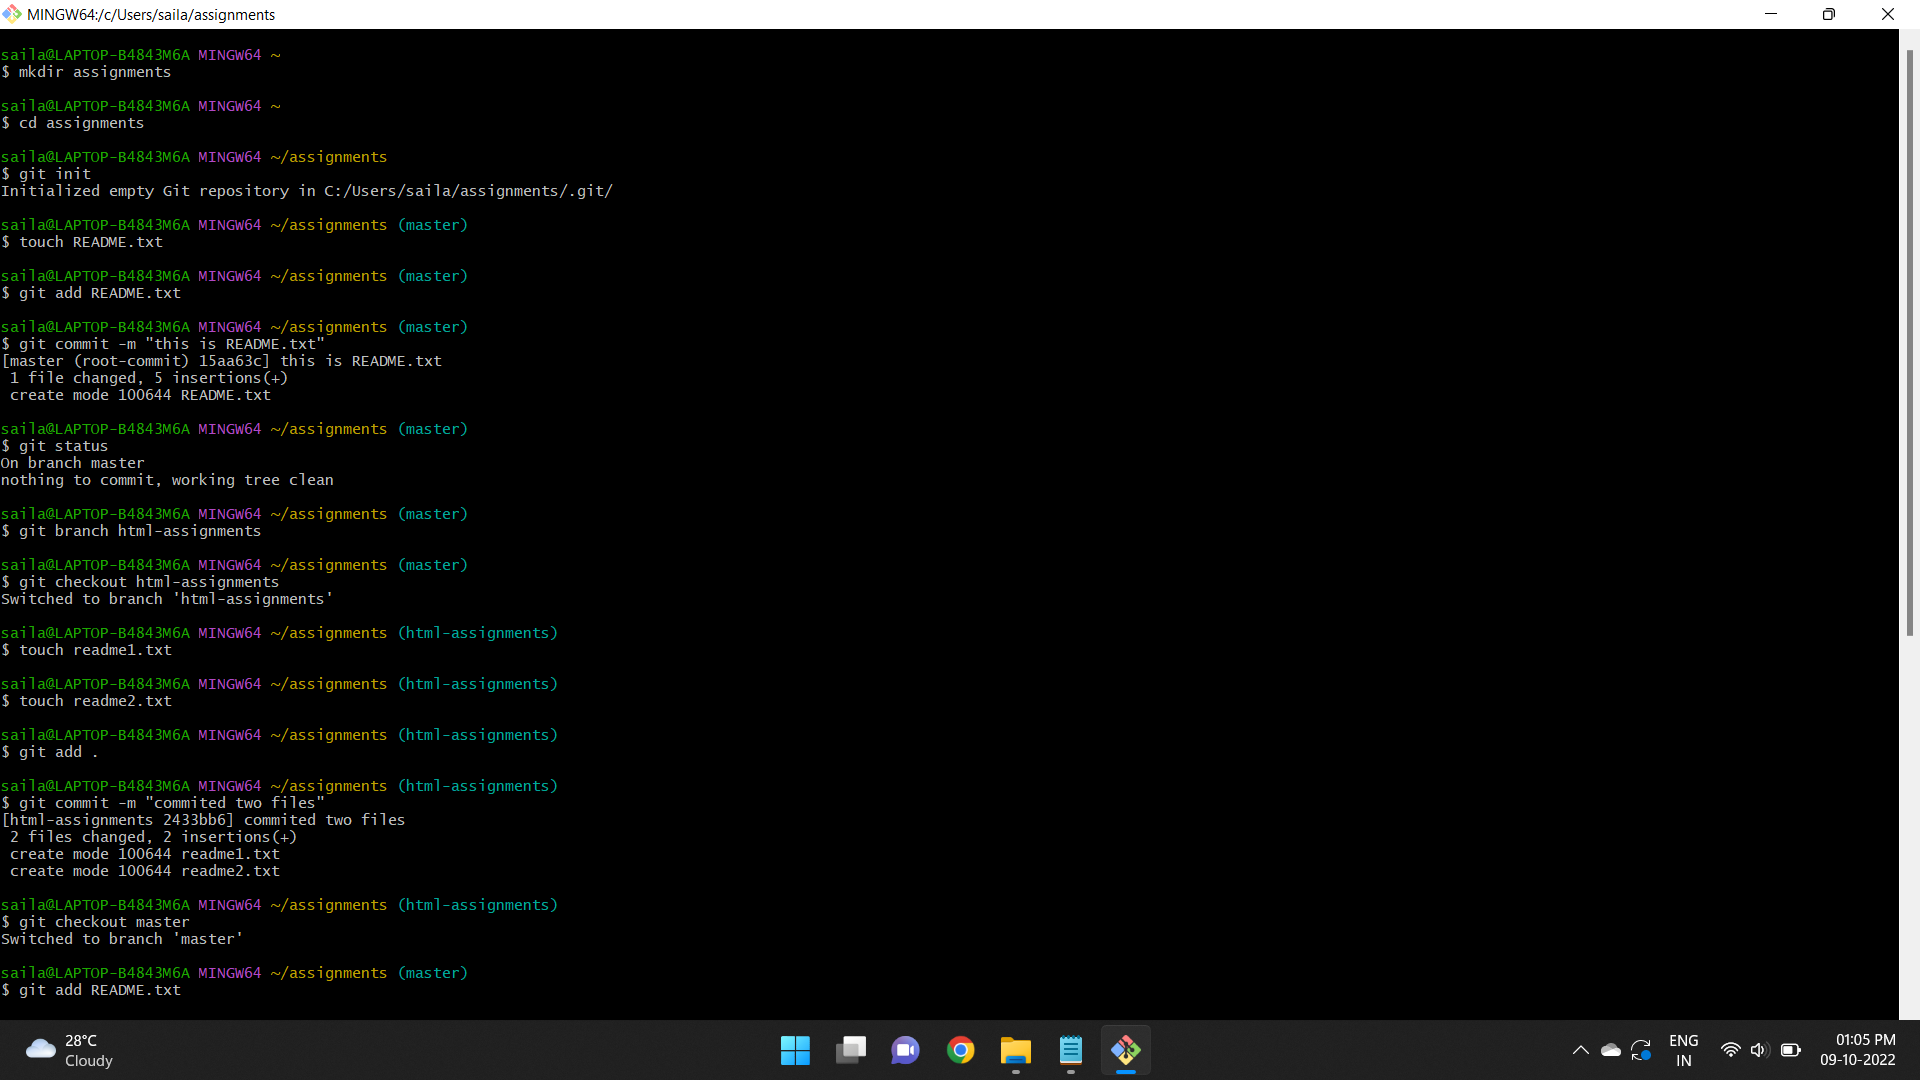 MINGW64:/c/Users/saila/assignments
saila@LAPTOP-B4843M6A MINGW64 ~
$ mkdir assignments
saila@LAPTOP-B4843M6A MINGW64 ~
$ cd assignments
saila@LAPTOP-B4843M6A MINGW64 ~/assignments
$ git init
Initialized empty Git repository in C:/Users/saila/assignments/.git/
saila@LAPTOP-B4843M6A MINGW64 ~/assignments (master)
$ touch README.txt
saila@LAPTOP-B4843M6A MINGW64 ~/assignments (master)
$ git add README.txt
saila@LAPTOP-B4843M6A MINGW64 ~/assignments (master)
$ git commit -m "this is README.txt"
[master (root-commit) 15aa63c] this is README.txt
1 file changed, 5 insertions(+)
create mode 100644 README.txt
saila@LAPTOP-B4843M6A MINGW64 ~/assignments (master)
$ git status
On branch master
nothing to commit, working tree clean
saila@LAPTOP-B4843M6A MINGW64 ~/assignments (master)
$ git branch html-assignments
saila@LAPTOP-B4843M6A MINGW64 ~/assignments (master)
$ git checkout html-assignments
Switched to branch 'html-assignments'
saila@LAPTOP-B4843M6A MINGW64 ~/assignments (html-assignments)
$ touch readme1.txt
saila@LAPTOP-B4843M6A MINGW64 ~/assignments (html-assignments)
$ touch readme2.txt
saila@LAPTOP-B4843M6A MINGW64 ~/assignments (html-assignments)
$ git add .
saila@LAPTOP-B4843M6A MINGW64 ~/assignments (html-assignments)
$ git commit -m "commited two files"
[html-assignments 2433bb6] commited two files
2 files changed, 2 insertions(+)
create mode 100644 readme1.txt
create mode 100644 readme2.txt
saila@LAPTOP-B4843M6A MINGW64 ~/assignments (html-assignments)
$ git checkout master
Switched to branch 'master'
saila@LAPTOP-B4843M6A MINGW64 ~/assignments (master)
$ git add README.txt
28°C
Cloudy
ENG
IN
01:05 PM
09-10-2022